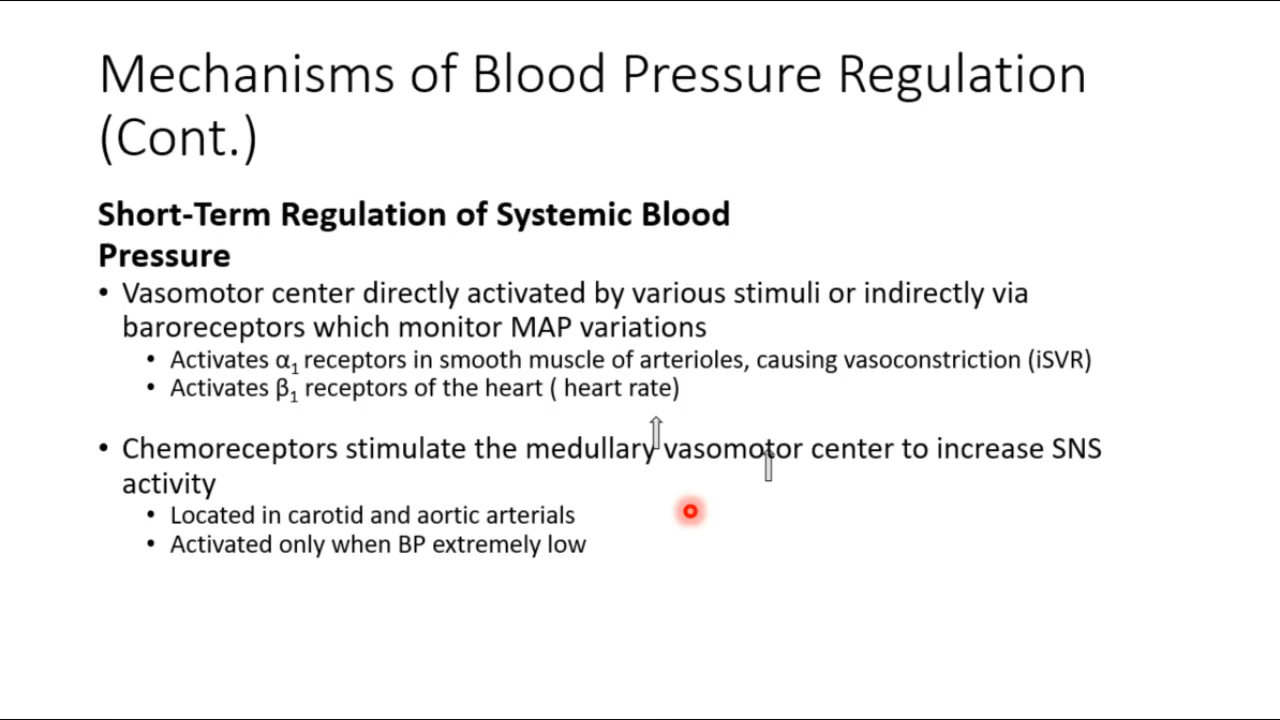 Mechanisms of Blood Pressure Regulation
(Cont.)
Short-Term Regulation of Systemic Blood
Pressure
• Vasomotor center directly activated by various stimuli or indirectly via
baroreceptors which monitor MAP variations
• Activates α₁ receptors in smooth muscle of arterioles, causing vasoconstriction (iSVR)
• Activates β₁ receptors of the heart ( heart rate)
• Chemoreceptors stimulate the medullary vasomotor center to increase SNS
activity
• Located in carotid and aortic arterials
• Activated only when BP extremely low